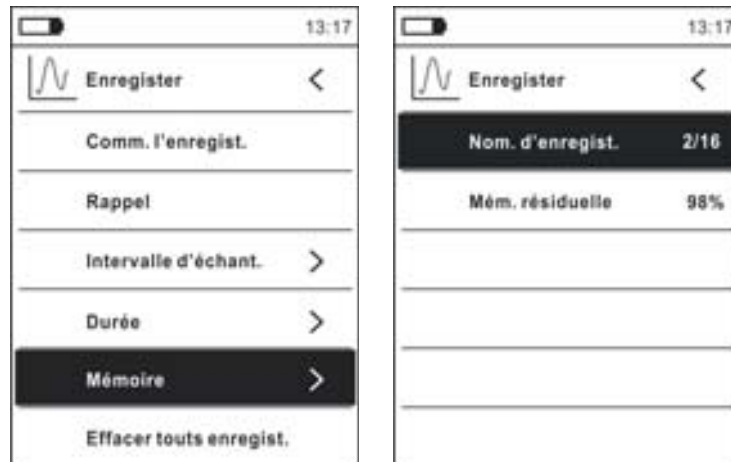 13:17
Enregister <
Comm. l'enregist.
Rappel
Intervalle d'échant. >
Durée >
Mémoire >
Effacer touts enregist.
13:17
Enregister <
Nom. d'enregist. 2/16
Mém. résiduelle 98%